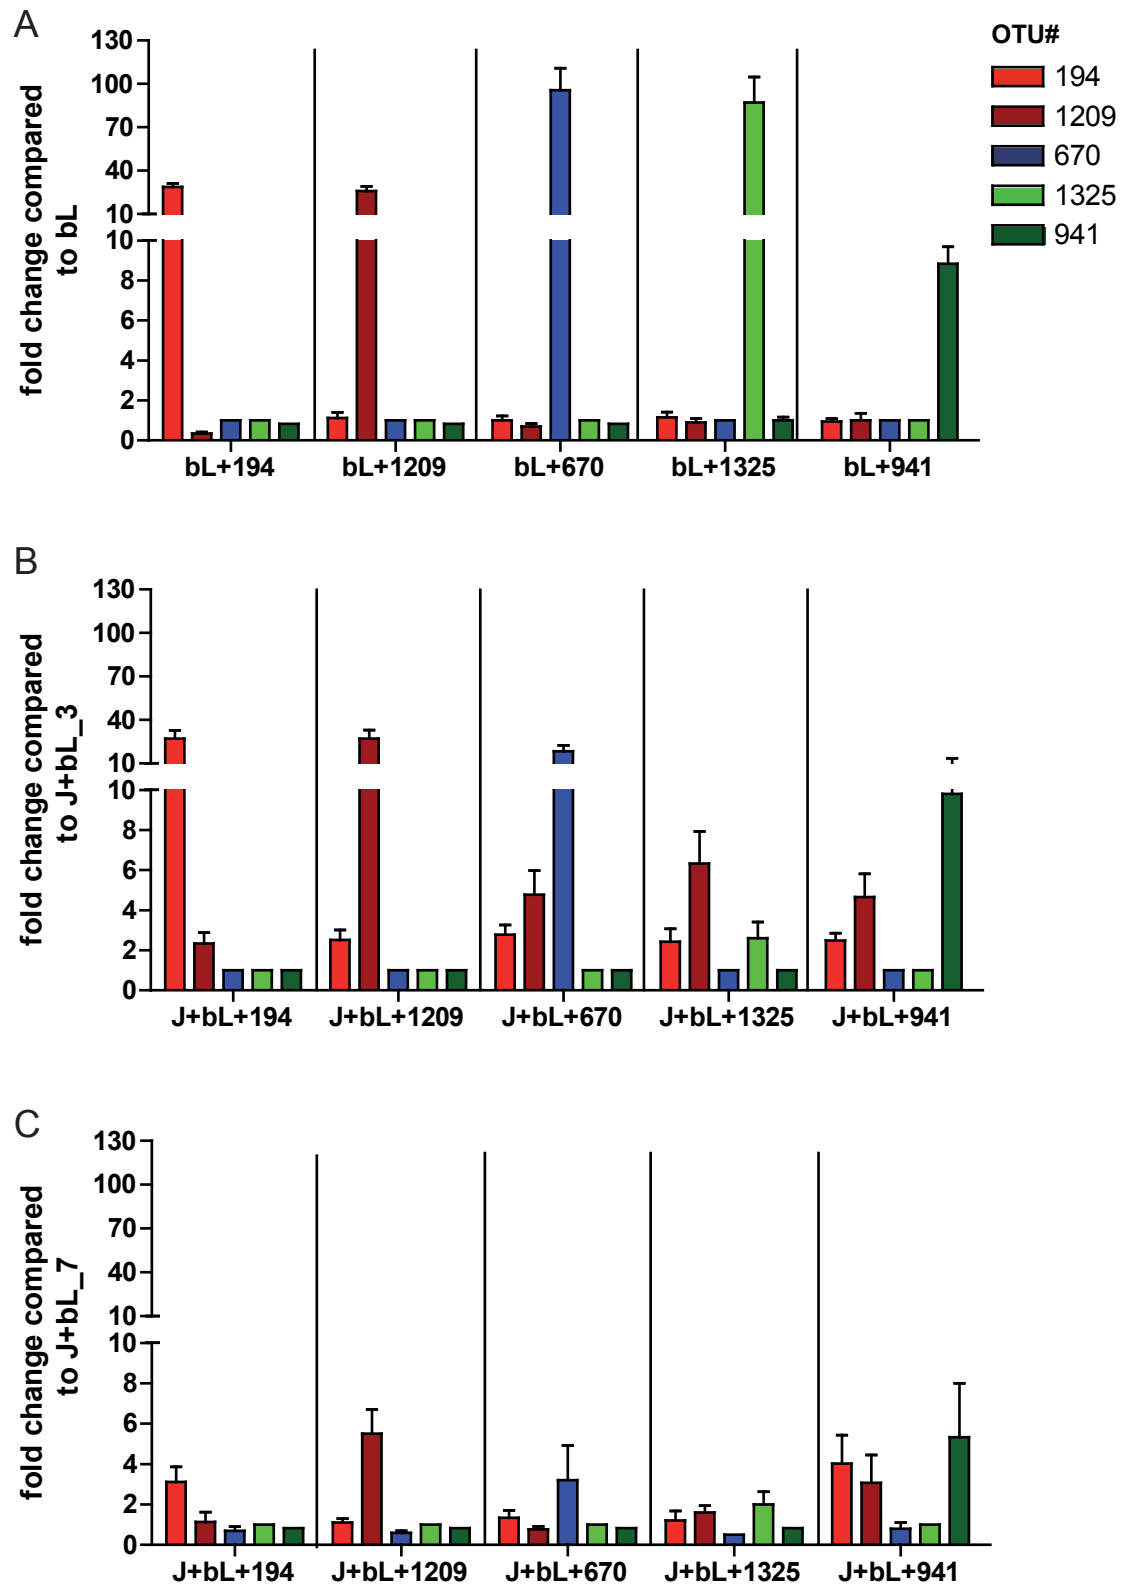 A
fold change compared
to bL
130
100
70
40
10
10
8
6
4
2
0
bL+194 bL+1209 bL+670 bL+1325 bL+941
OTU#
194
1209
670
1325
941
B
fold change compared
to J+bL_3
130
100
70
40
10
10
8
6
4
2
0
J+bL+194 J+bL+1209 J+bL+670 J+bL+1325 J+bL+941
C
fold change compared
to J+bL_7
130
100
70
40
10
10
8
6
4
2
0
J+bL+194 J+bL+1209 J+bL+670 J+bL+1325 J+bL+941